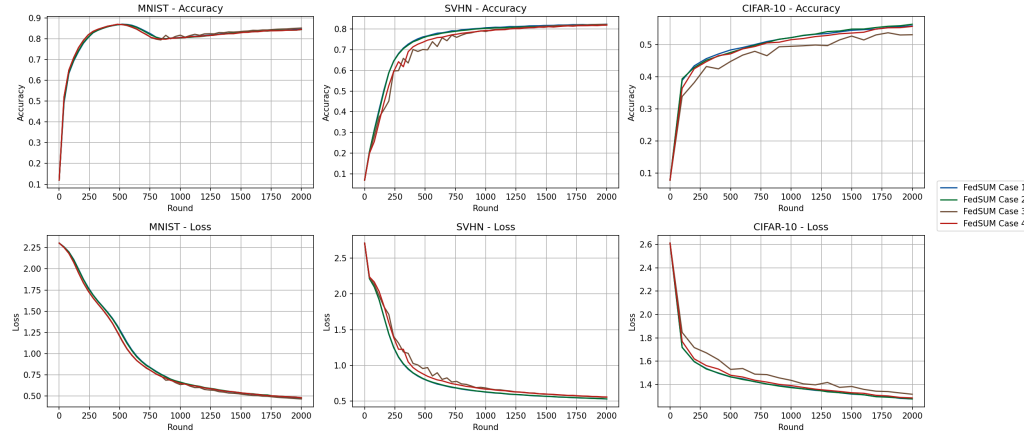 MNIST - Accuracy
0.9
0.8
0.7
0.6
0.5
0.4
0.3
0.2
0.1
Accuracy
0 250 500 750 1000 1250 1500 1750 2000
Round
SVHN - Accuracy
0.8
0.7
0.6
0.5
0.4
0.3
0.2
0.1
Accuracy
0 250 500 750 1000 1250 1500 1750 2000
Round
CIFAR-10 - Accuracy
0.5
0.4
0.3
0.2
0.1
Accuracy
0 250 500 750 1000 1250 1500 1750 2000
Round
FedSUM Case 1
FedSUM Case 2
FedSUM Case 3
FedSUM Case 4
MNIST - Loss
2.25
2.00
1.75
1.50
1.25
1.00
0.75
0.50
Loss
0 250 500 750 1000 1250 1500 1750 2000
Round
SVHN - Loss
2.5
2.0
1.5
1.0
0.5
Loss
0 250 500 750 1000 1250 1500 1750 2000
Round
CIFAR-10 - Loss
2.6
2.4
2.2
2.0
1.8
1.6
1.4
Loss
0 250 500 750 1000 1250 1500 1750 2000
Round